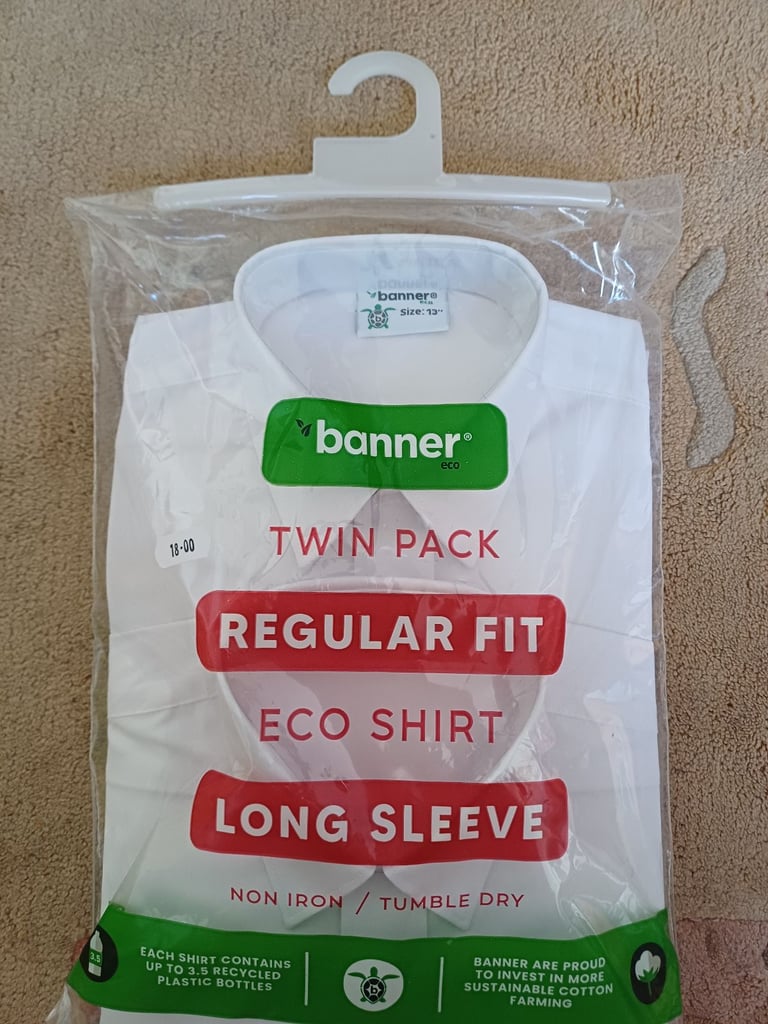 banner®
eco
Size: 13"
banner®
eco
TWIN PACK
18-00
REGULAR FIT
ECO SHIRT
LONG SLEEVE
NON IRON / TUMBLE DRY
3.5
EACH SHIRT CONTAINS
UP TO 3.5 RECYCLED
PLASTIC BOTTLES
b
BANNER ARE PROUD
TO INVEST IN MORE
SUSTAINABLE COTTON
FARMING